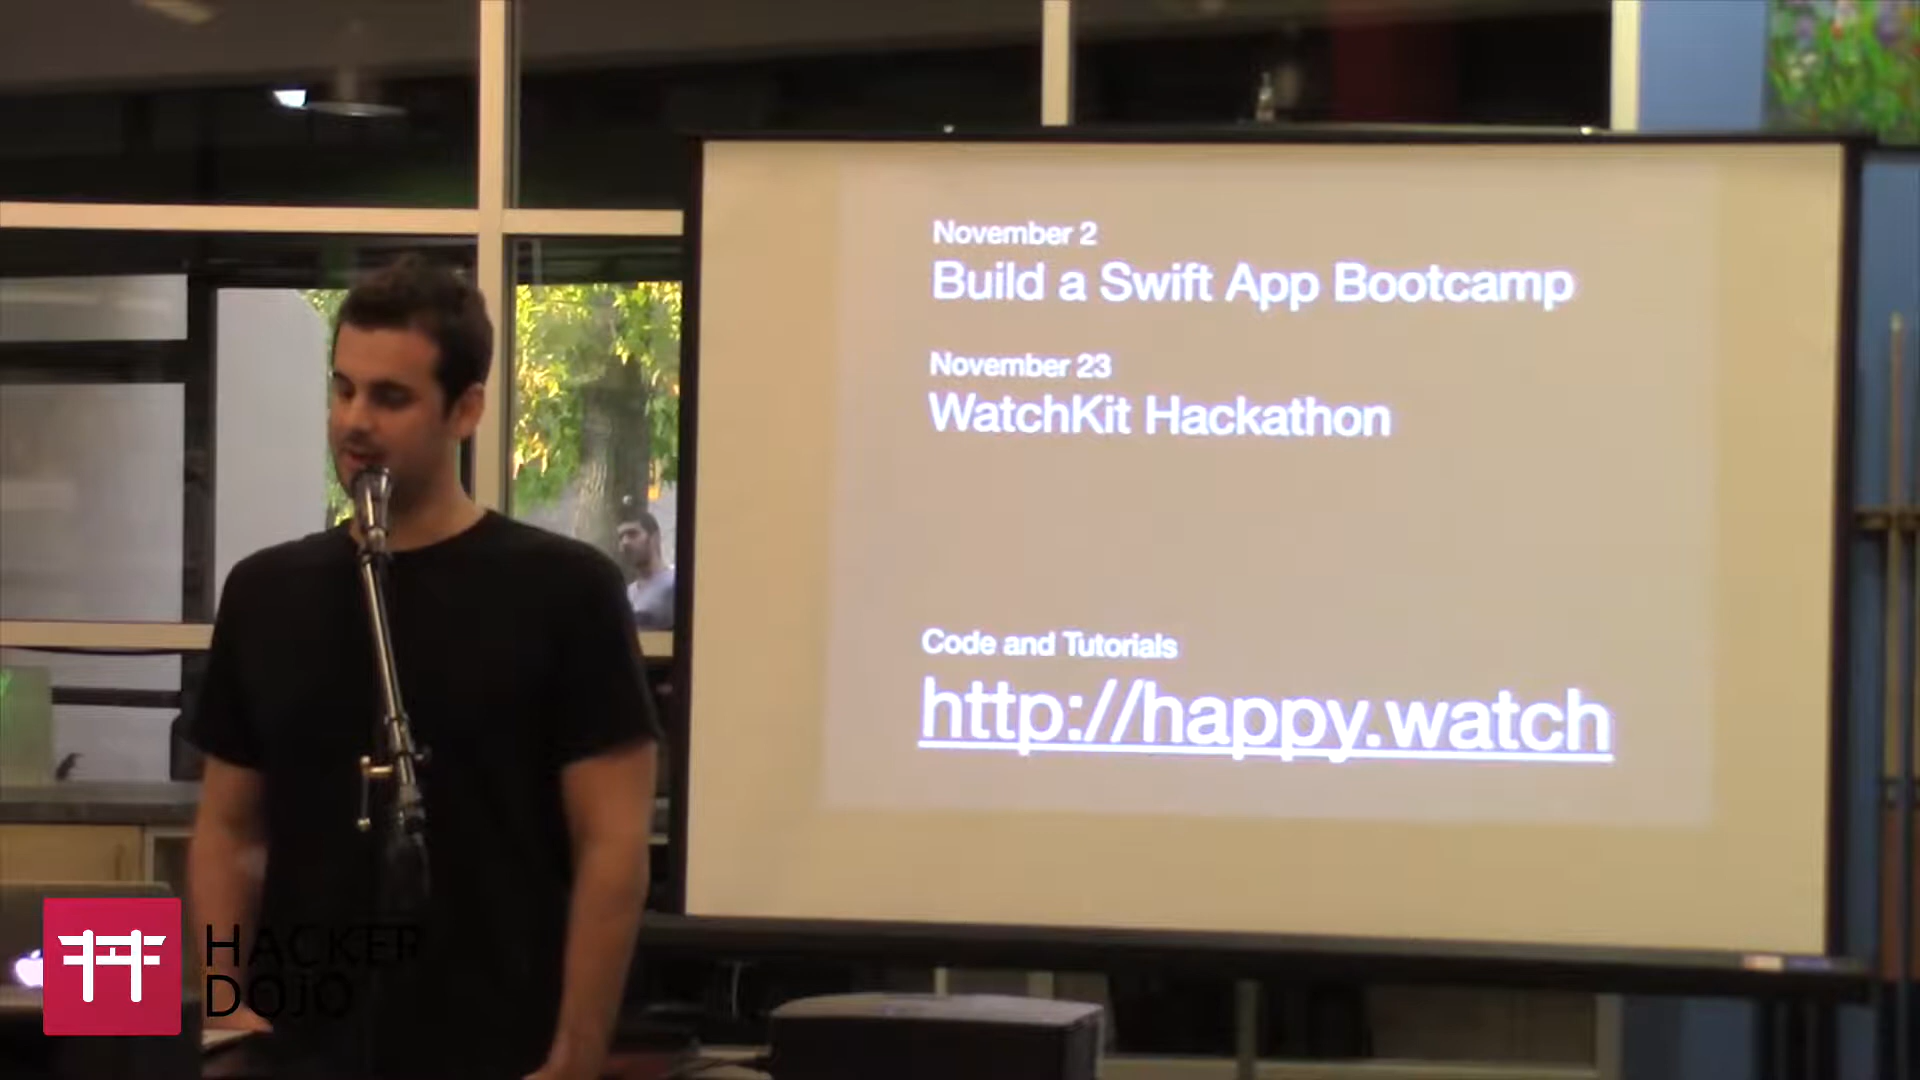 November 2
Build a Swift App Bootcamp
November 23
WatchKit Hackathon
Code and Tutorials
http://happy.watch
HACKER
DOJO